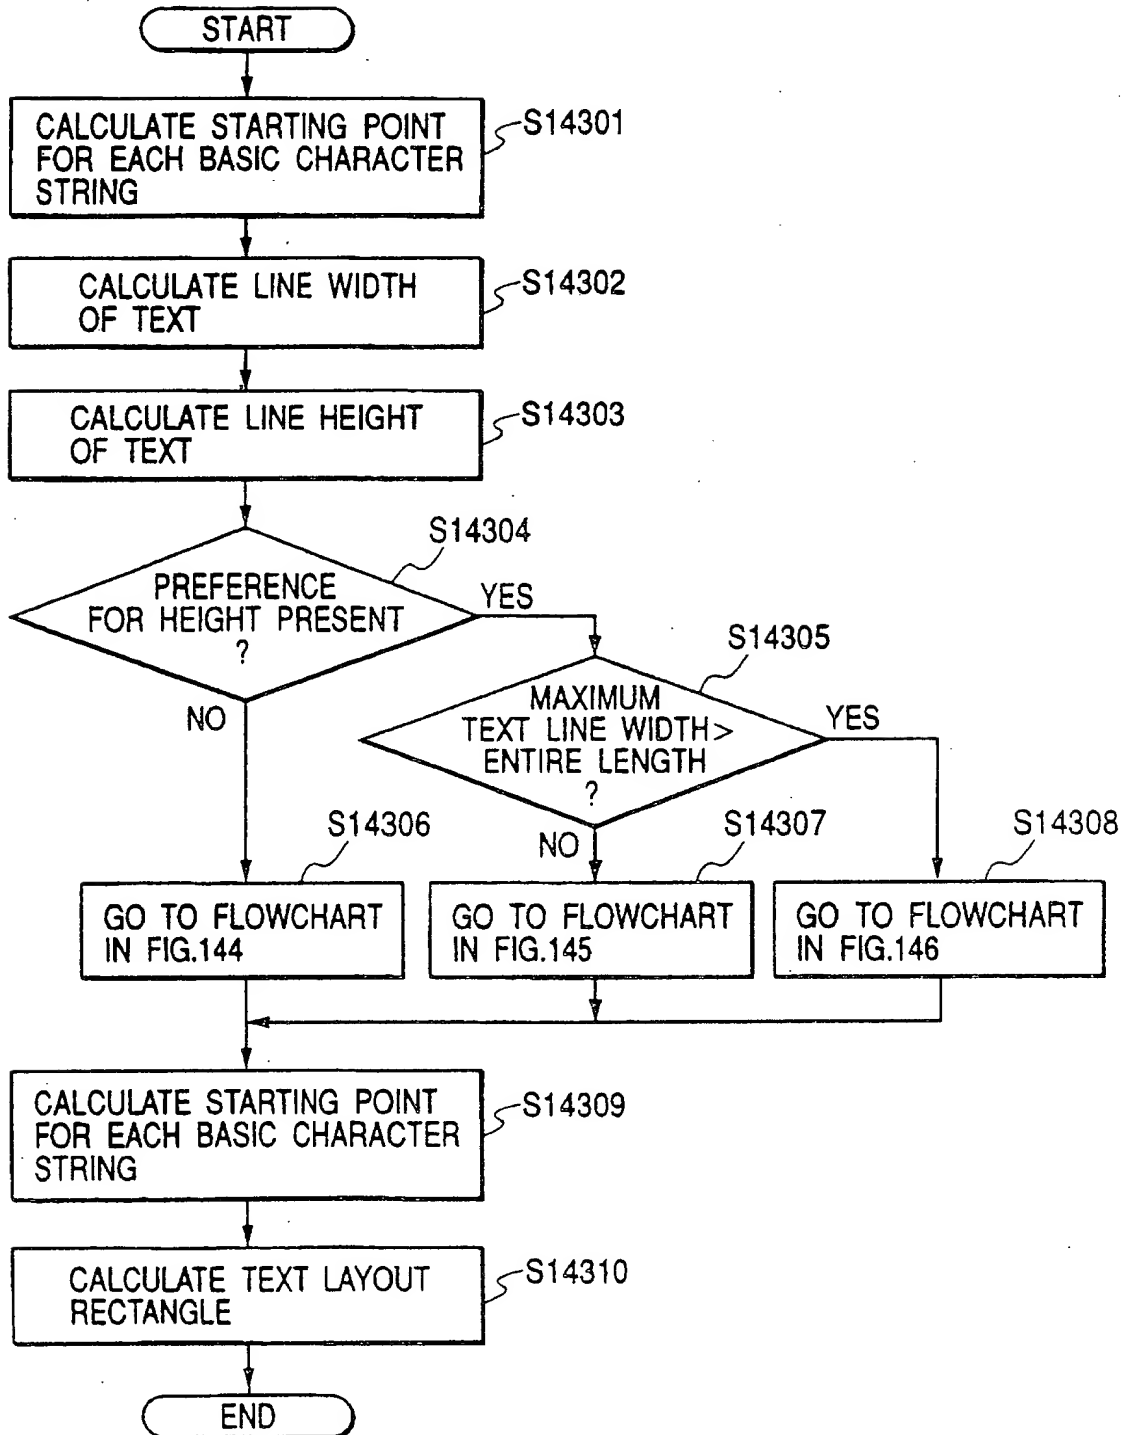 START
CALCULATE STARTING POINT
FOR EACH BASIC CHARACTER
STRING
S14301
CALCULATE LINE WIDTH
OF TEXT
S14302
CALCULATE LINE HEIGHT
OF TEXT
S14303
S14304
PREFERENCE
FOR HEIGHT PRESENT
?
YES
NO
S14305
MAXIMUM
TEXT LINE WIDTH>
ENTIRE LENGTH
?
YES
NO
S14306
GO TO FLOWCHART
IN FIG.144
S14307
GO TO FLOWCHART
IN FIG.145
S14308
GO TO FLOWCHART
IN FIG.146
CALCULATE STARTING POINT
FOR EACH BASIC CHARACTER
STRING
S14309
CALCULATE TEXT LAYOUT
RECTANGLE
S14310
END